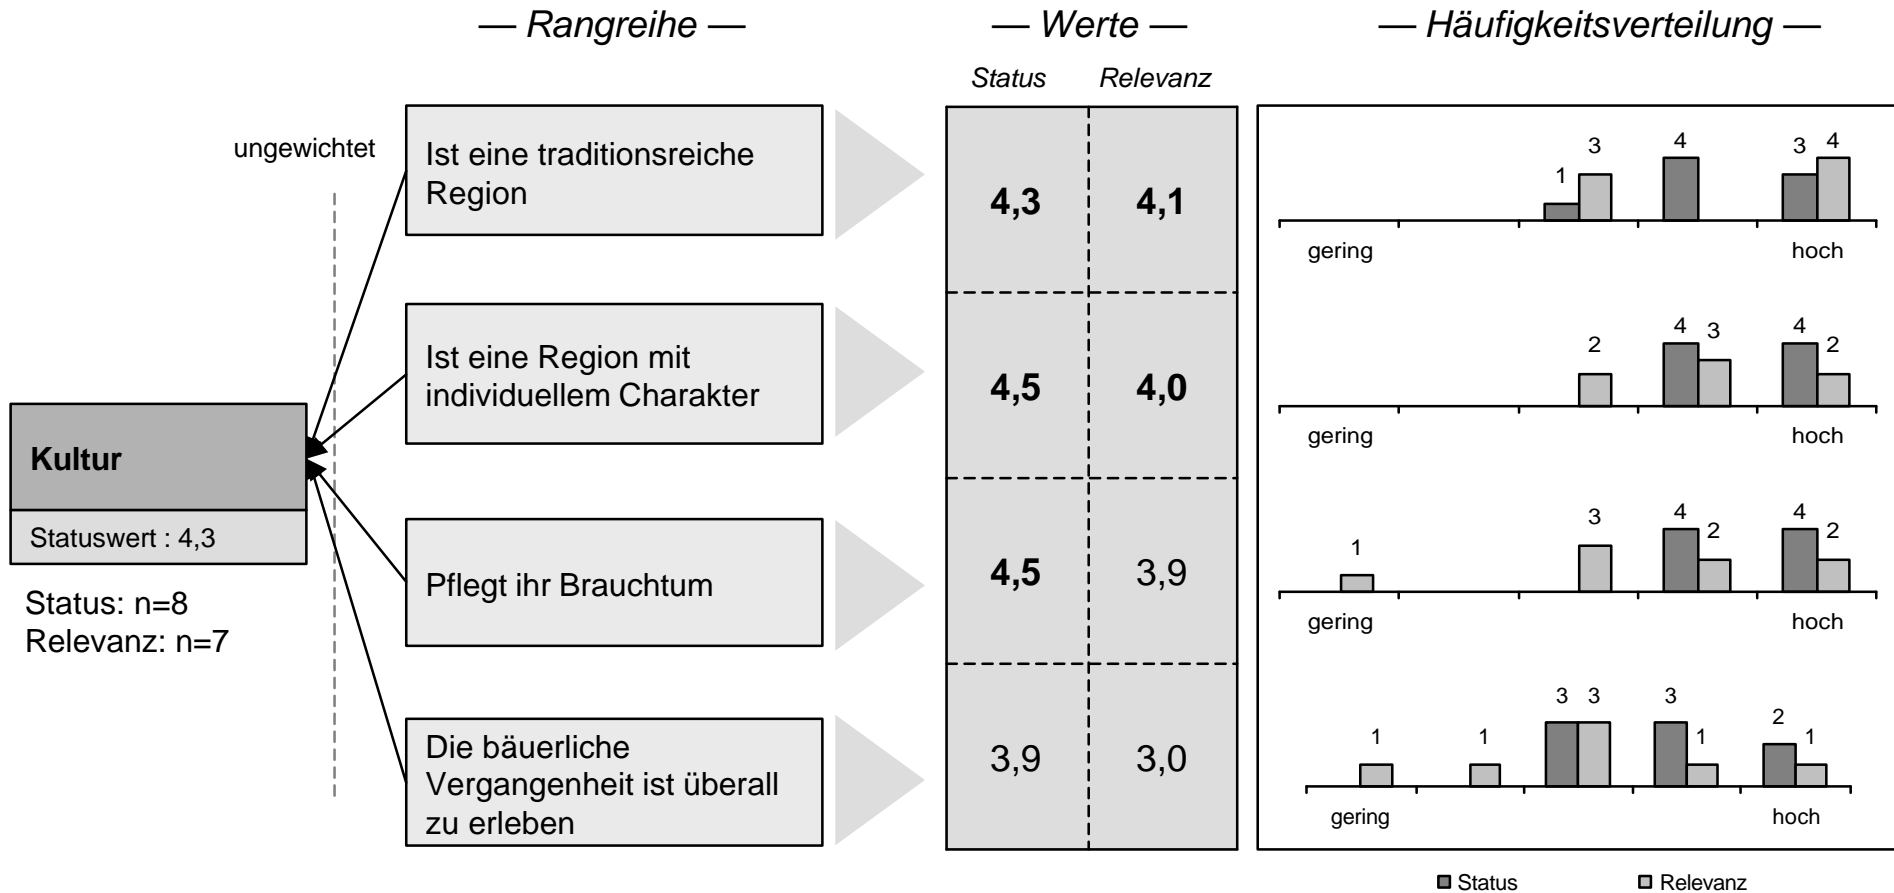 — Rangreihe —
— Werte —
— Häufigkeitsverteilung —
Status
Relevanz
ungewichtet
Ist eine traditionsreiche
Region
4,3
4,1
1
3
4
3
4
gering
hoch
Ist eine Region mit
individuellem Charakter
4,5
4,0
2
4
3
4
2
gering
hoch
Kultur
Statuswert : 4,3
Status: n=8
Relevanz: n=7
Pflegt ihr Brauchtum
4,5
3,9
1
3
4
2
4
2
gering
hoch
Die bäuerliche
Vergangenheit ist überall
zu erleben
3,9
3,0
1
1
3
3
3
1
2
1
gering
hoch
Status
Relevanz